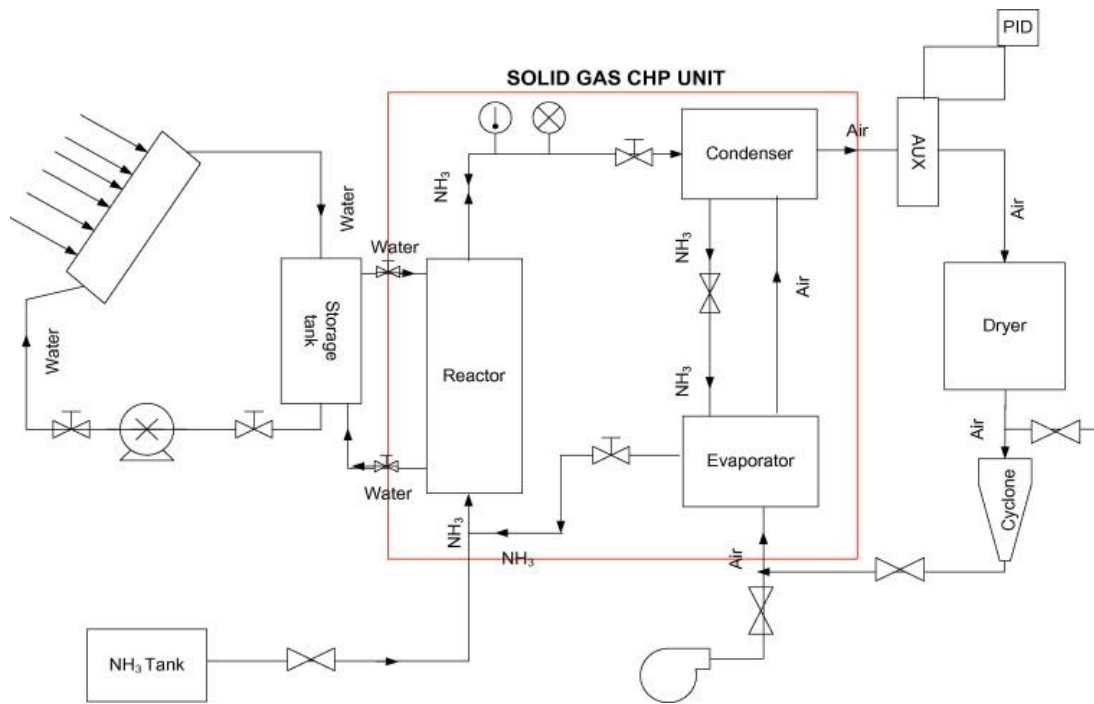 PID
SOLID GAS CHP UNIT
Air
AUX
Condenser
NH₃
Water
Water
Air
NH₃
Storage
tank
Air
Dryer
Water
Reactor
NH₃
Air
Evaporator
Cyclone
Water
NH₃
NH₃
Air
NH₃ Tank